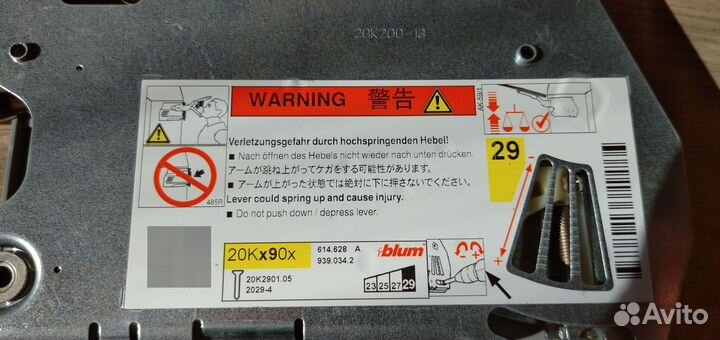 20K200-13
WARNING 警告
AK-59/1
Verletzungsgefahr durch hochspringenden Hebel!
■ Nach öffnen des Hebels nicht wieder nach unten drücken.
アームが跳ね上がってケガをする可能性があります。
■ アームが上がった状態では絶対に下に押さないでください。
Lever could spring up and cause injury.
■ Do not push down / depress lever.
485R
29
- +
20Kx90x
614.628 A
939.034.2
blum
20K2901.05
2029-4
23 25 27 29
Avito